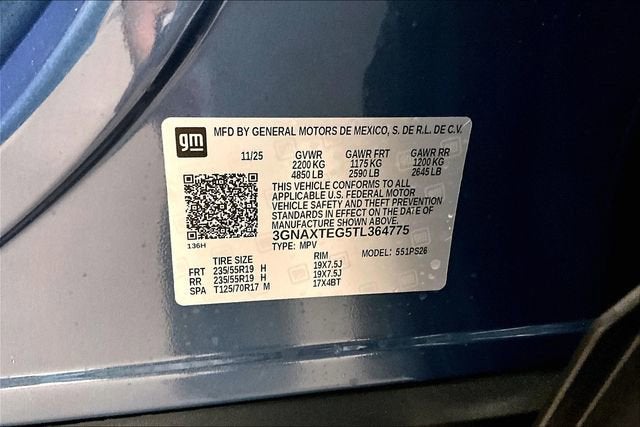 gm MFD BY GENERAL MOTORS DE MEXICO, S. DE R.L. DE C.V.
11/25 GVWR GAWR FRT GAWR RR
2200 KG 1175 KG 1200 KG
4850 LB 2590 LB 2645 LB
THIS VEHICLE CONFORMS TO ALL
APPLICABLE U.S. FEDERAL MOTOR
VEHICLE SAFETY AND THEFT PREVENTION
STANDARDS IN EFFECT ON THE DATE OF
MANUFACTURE SHOWN ABOVE.
3GNAXTEG5TL364775
136H
TYPE: MPV MODEL: 551PS26
TIRE SIZE RIM
FRT 235/55R19 H 19X7.5J
RR 235/55R19 H 19X7.5J
SPA T125/70R17 M 17X4BT